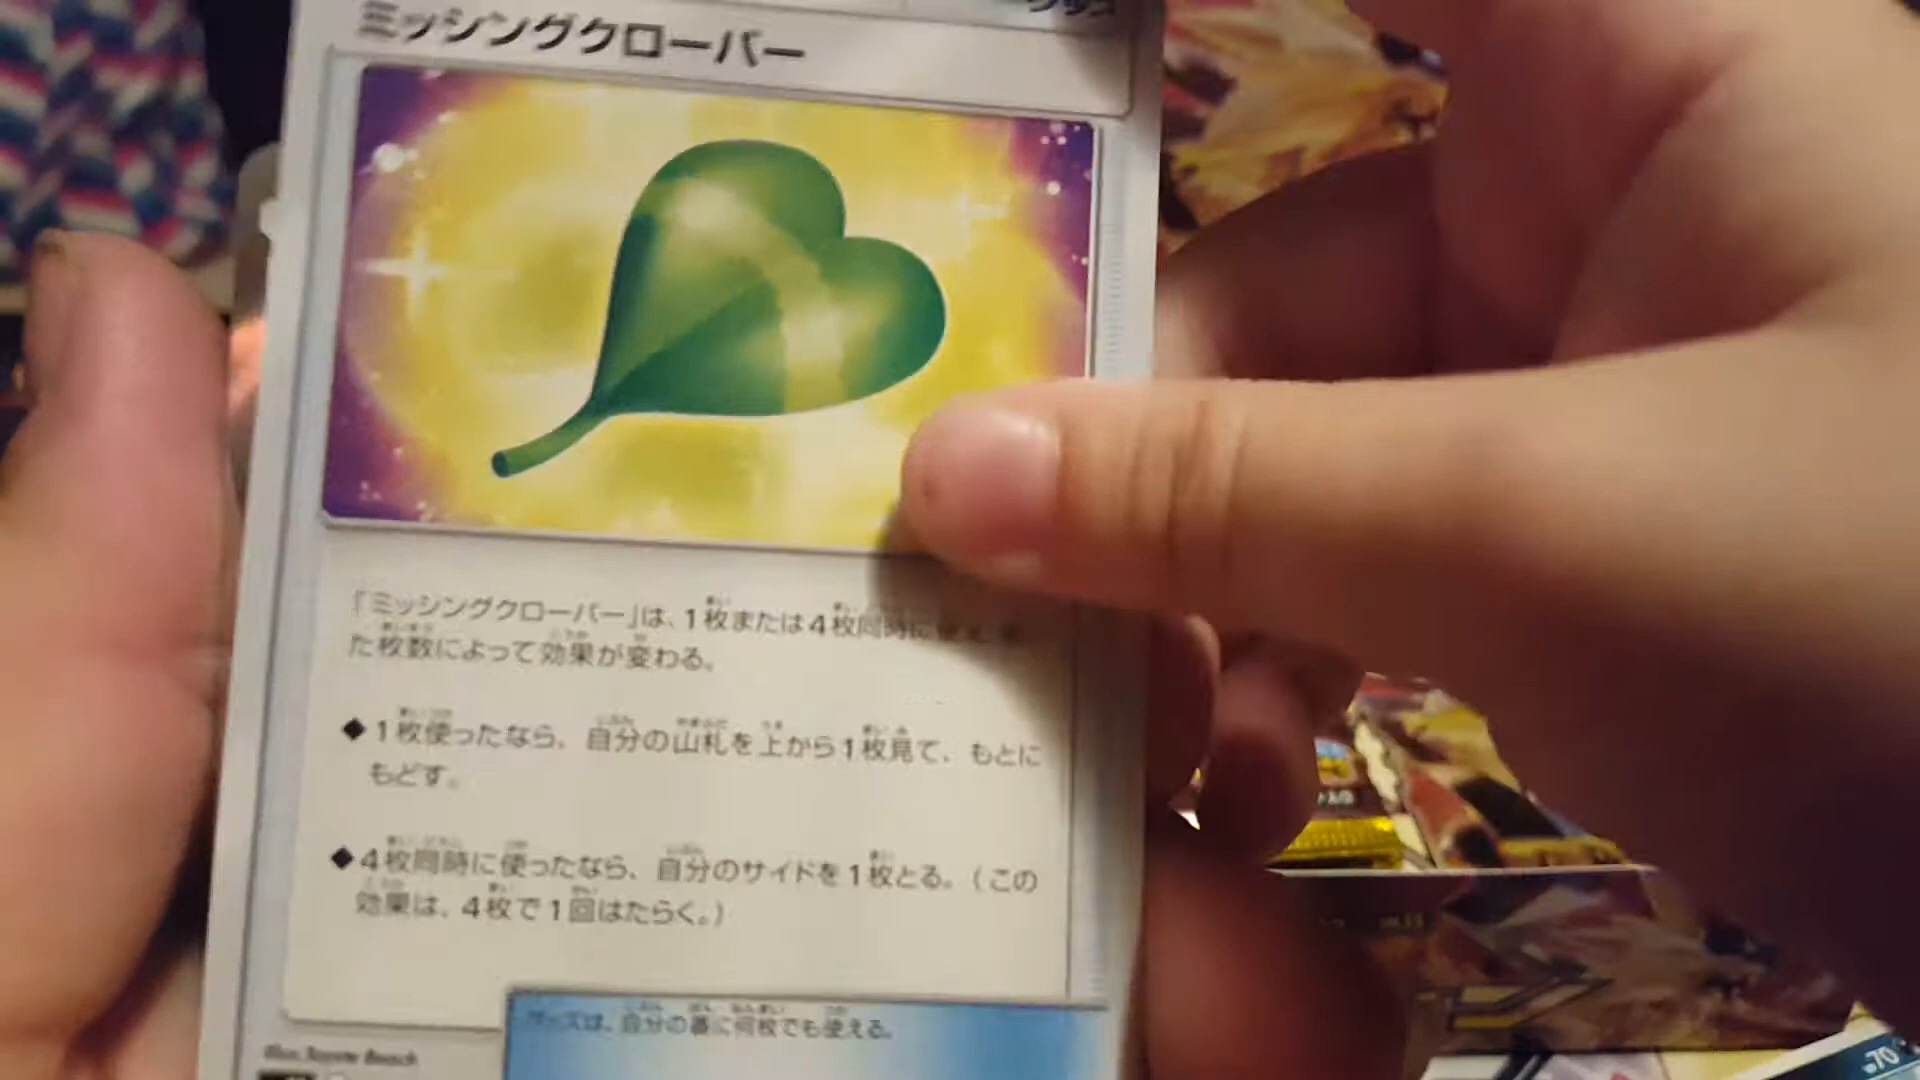 グッズ
ミッシングクローバー
「ミッシングクローバー」は、1枚または4枚同時に使え、
た枚数によって効果が変わる。
◆1枚使ったなら、自分の山札を上から1枚見て、もとに
もどす。
◆4枚同時に使ったなら、自分のサイドを1枚とる。(この
効果は、4枚で1回はたらく。)
グッズは、自分の番に何枚でも使える。
Illus. Toyste Beach
70